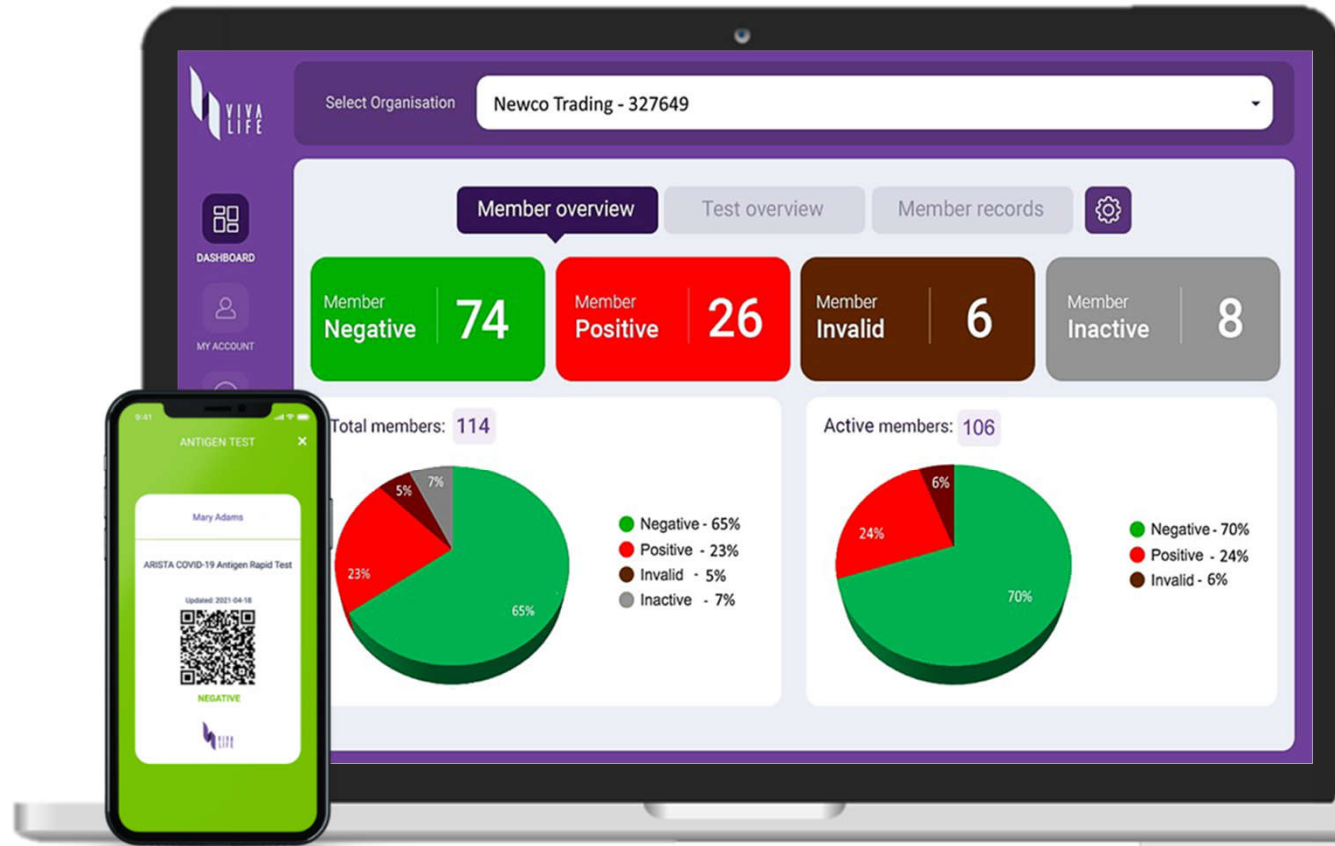 VIVA
LIFE
Select Organisation
Newco Trading - 327649
DASHBOARD
MY ACCOUNT
Member overview
Test overview
Member records
Member
Negative
74
Member
Positive
26
Member
Invalid
6
Member
Inactive
8
Total members: 114
5%
7%
23%
65%
Negative - 65%
Positive - 23%
Invalid - 5%
Inactive - 7%
Active members: 106
6%
24%
70%
Negative - 70%
Positive - 24%
Invalid - 6%
9:41
ANTIGEN TEST
Mary Adams
ARISTA COVID-19 Antigen Rapid Test
Updated: 2021-04-18
NEGATIVE
VIVA
LIFE